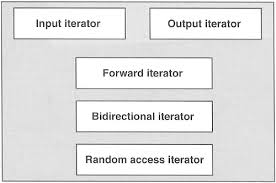 Input iterator
Output iterator
Forward iterator
Bidirectional iterator
Random access iterator